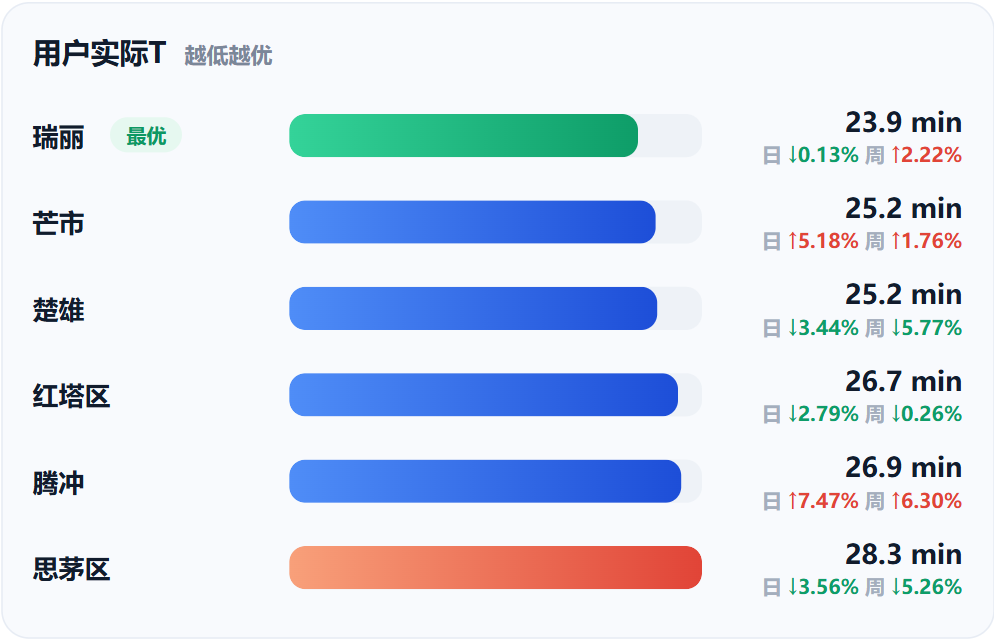 用户实际T 越低越优
瑞丽 最优 23.9 min
日 ↓0.13% 周 ↑2.22%
芒市 25.2 min
日 ↑5.18% 周 ↑1.76%
楚雄 25.2 min
日 ↓3.44% 周 ↓5.77%
红塔区 26.7 min
日 ↓2.79% 周 ↓0.26%
腾冲 26.9 min
日 ↑7.47% 周 ↑6.30%
思茅区 28.3 min
日 ↓3.56% 周 ↓5.26%